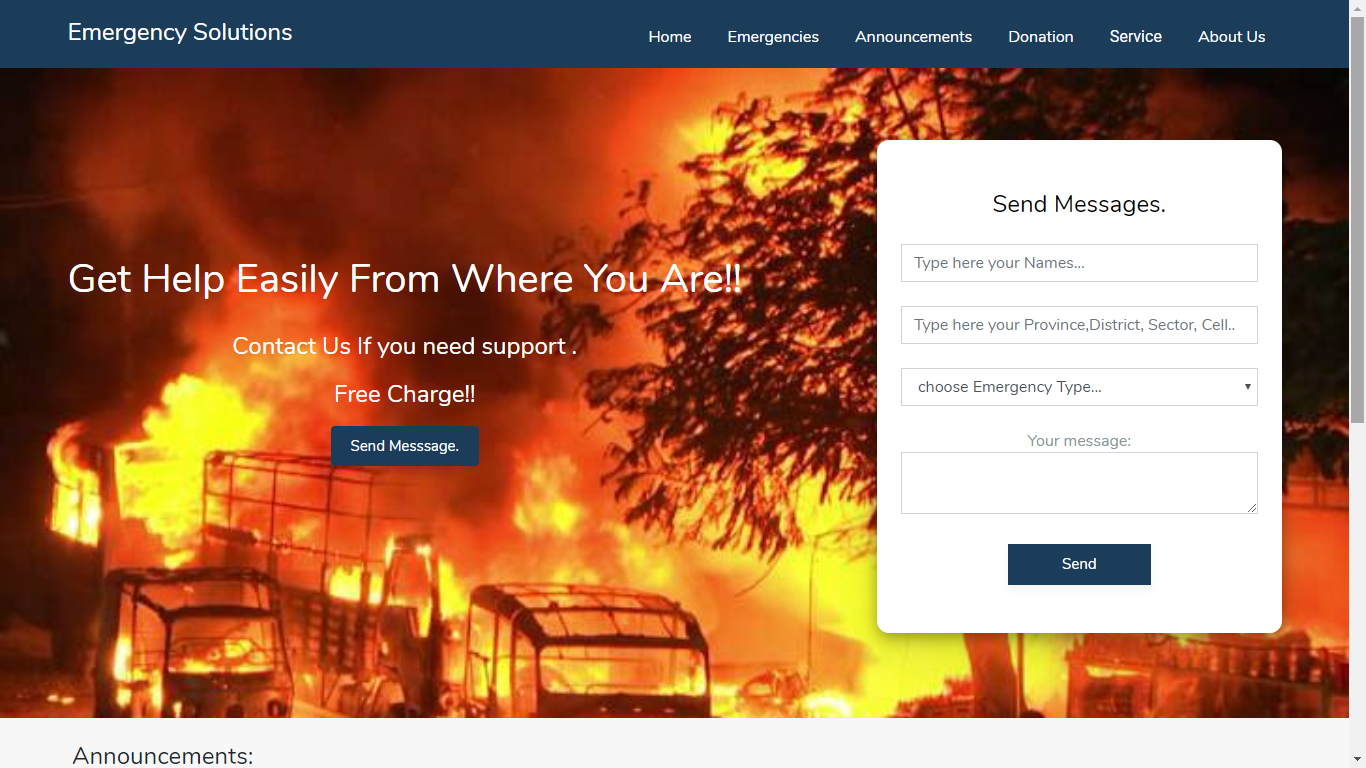 Emergency Solutions
Home Emergencies Announcements Donation Service About Us
Get Help Easily From Where You Are!!
Contact Us If you need support .
Free Charge!!
Send Messsage.
Send Messages.
Type here your Names...
Type here your Province,District, Sector, Cell..
choose Emergency Type...
Your message:
Send
Announcements: